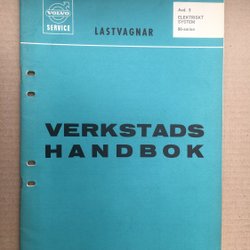 VOLVO
SERVICE
LASTVAGNAR
Avd. 3
ELEKTRISKT
SYSTEM
VERKSTADS
HANDBOK